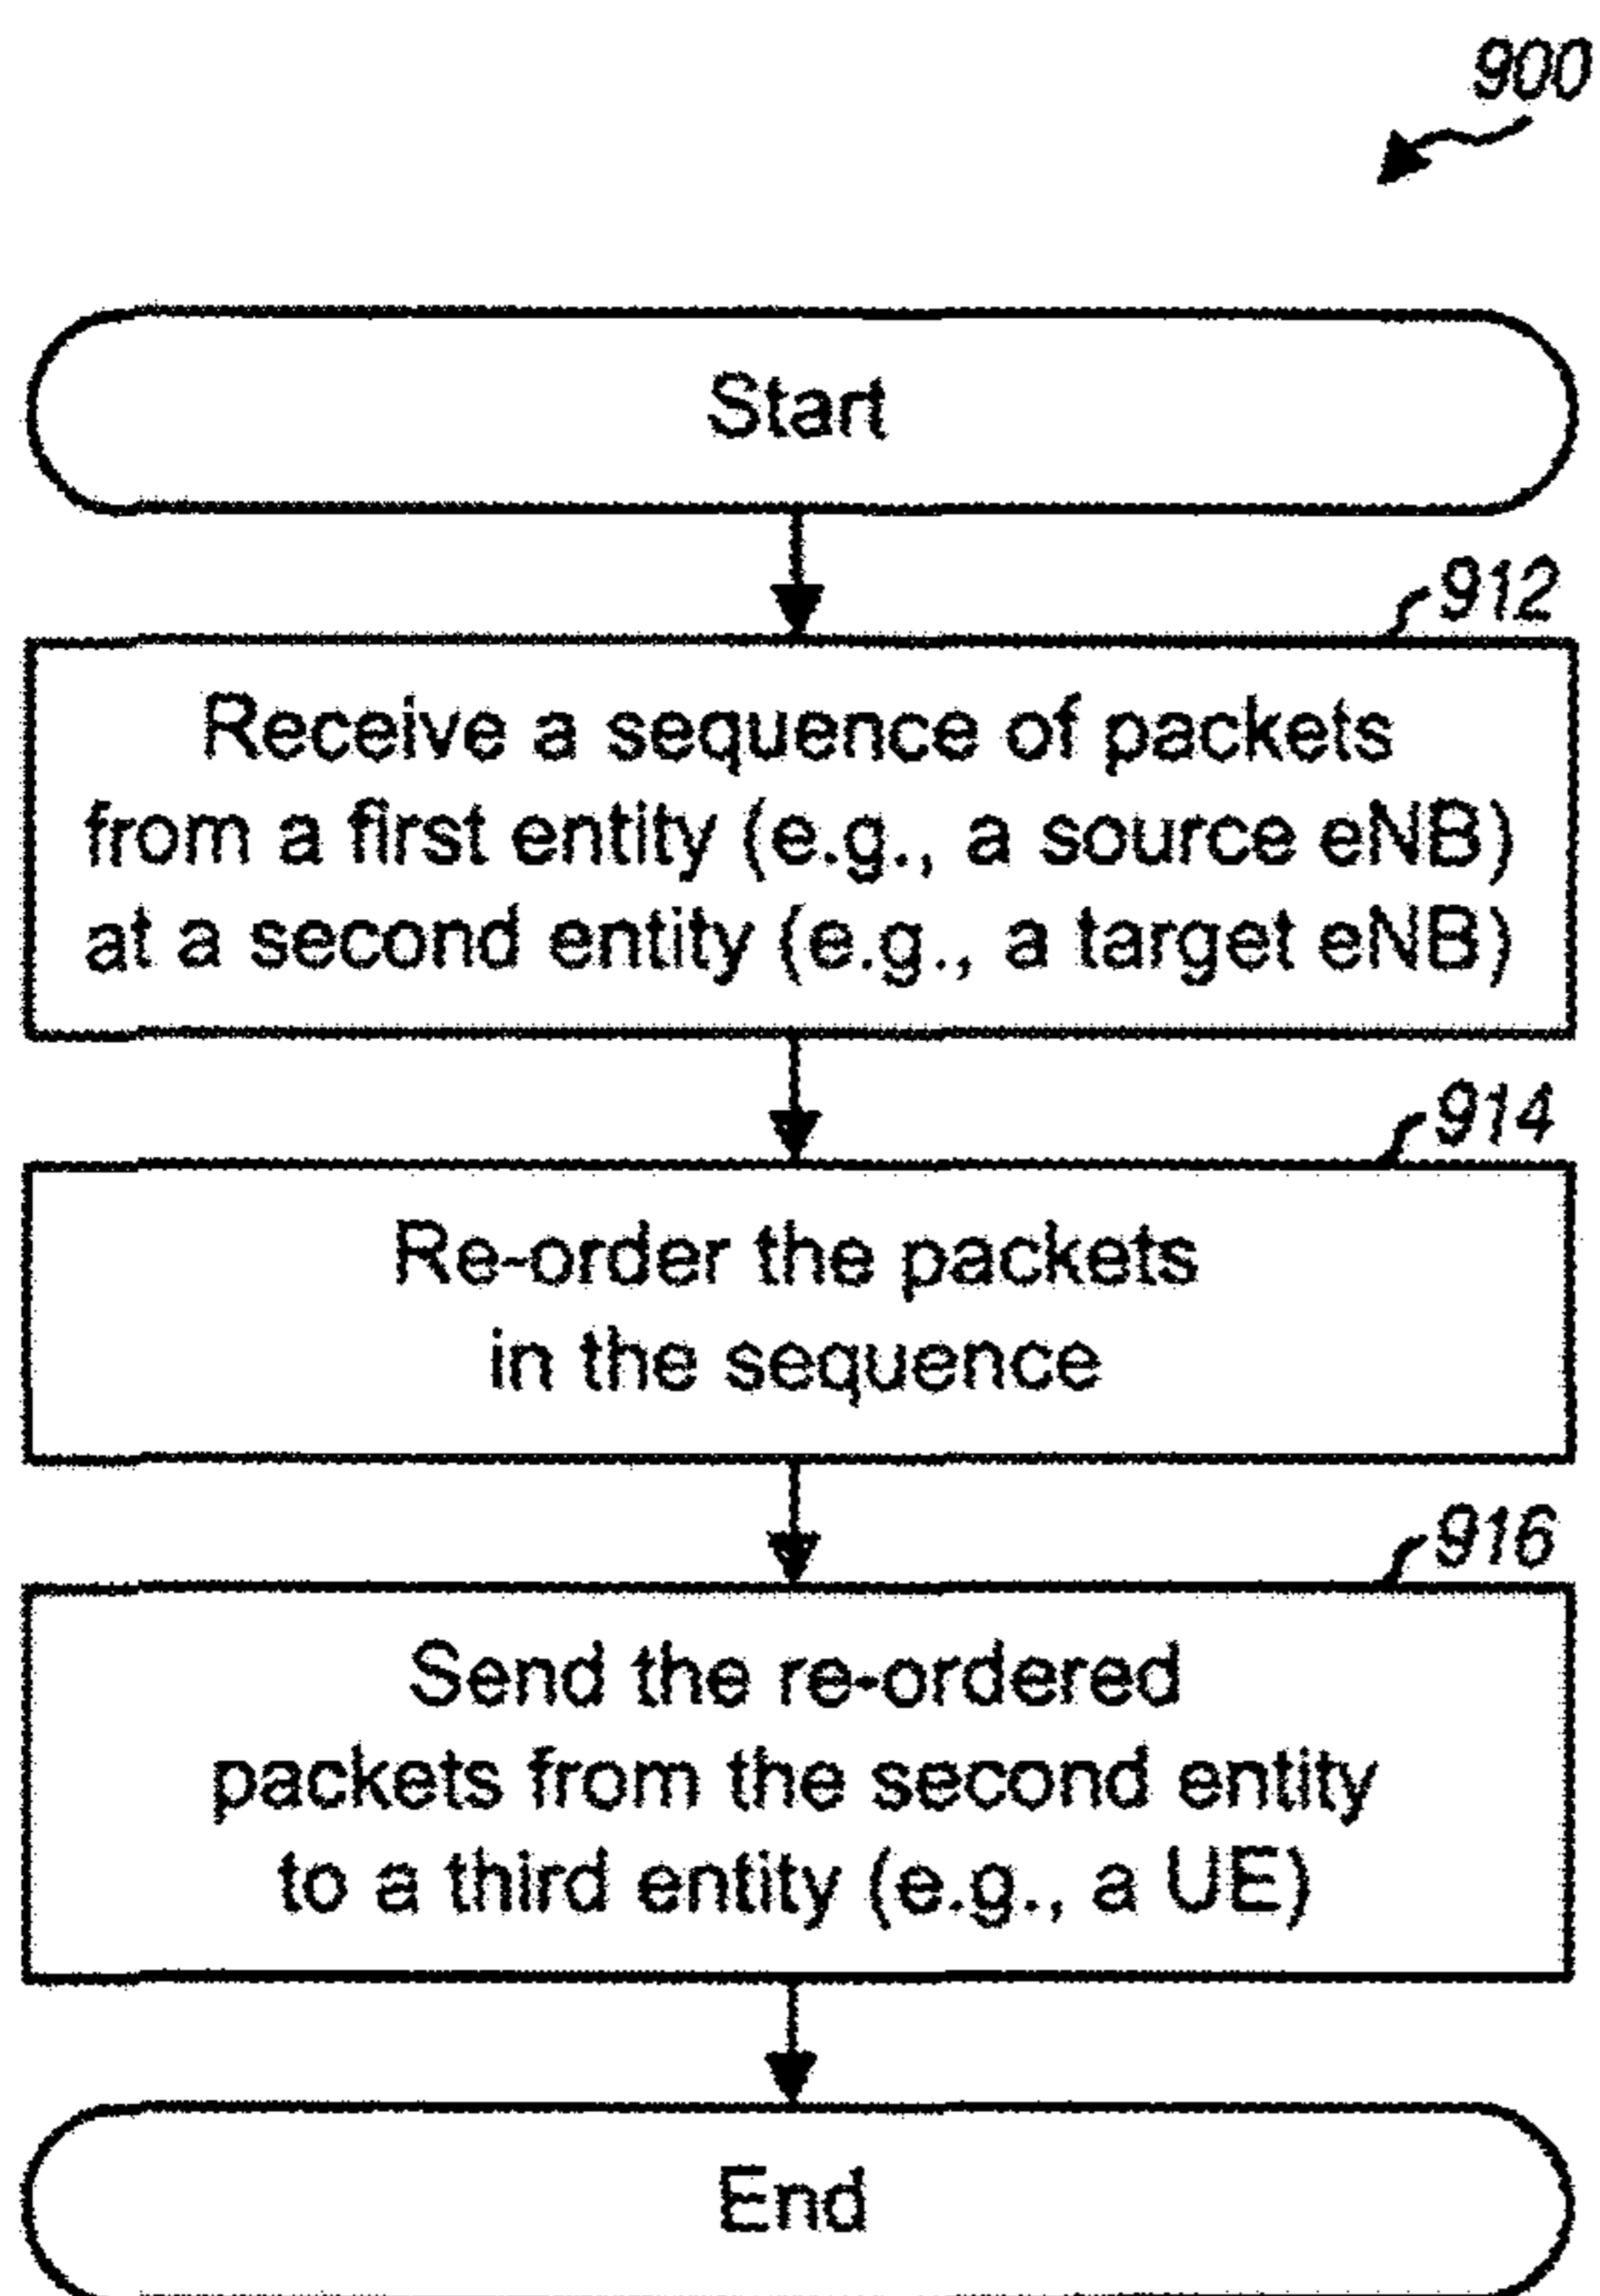 900
Start
912
Receive a sequence of packets
from a first entity (e.g., a source eNB)
at a second entity (e.g., a target eNB)
914
Re-order the packets
in the sequence
916
Send the re-ordered
packets from the second entity
to a third entity (e.g., a UE)
End